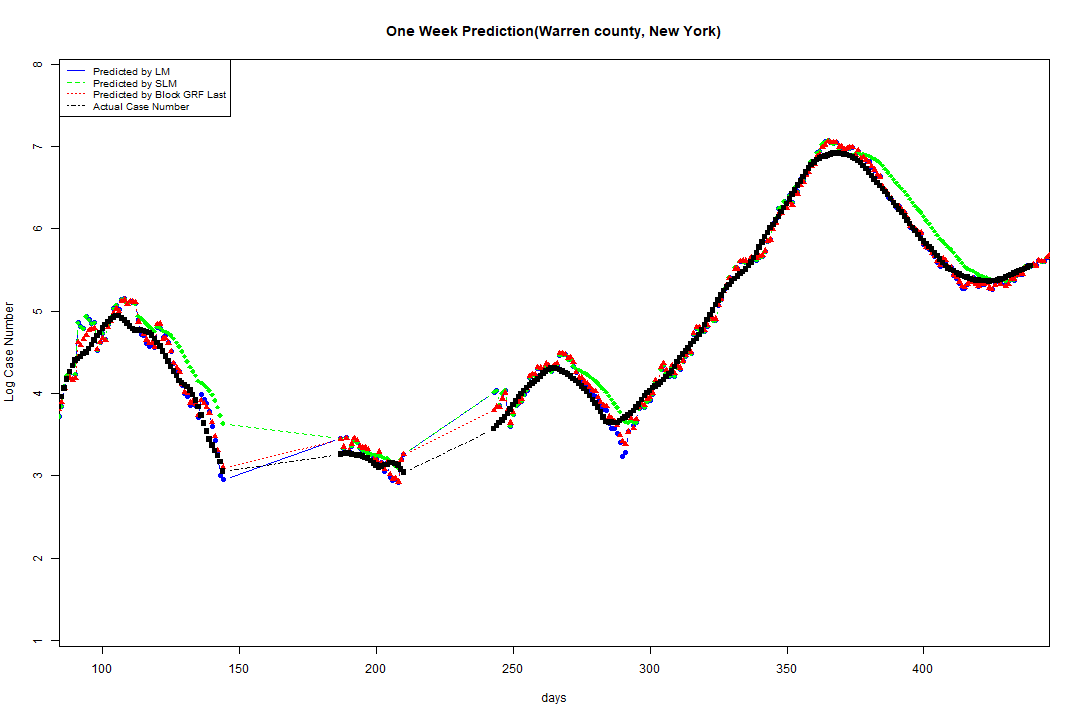 One Week Prediction(Warren county, New York)
Predicted by LM
Predicted by SLM
Predicted by Block GRF Last
Actual Case Number
8
7
6
5
4
3
2
1
Log Case Number
100 150 200 250 300 350 400
days